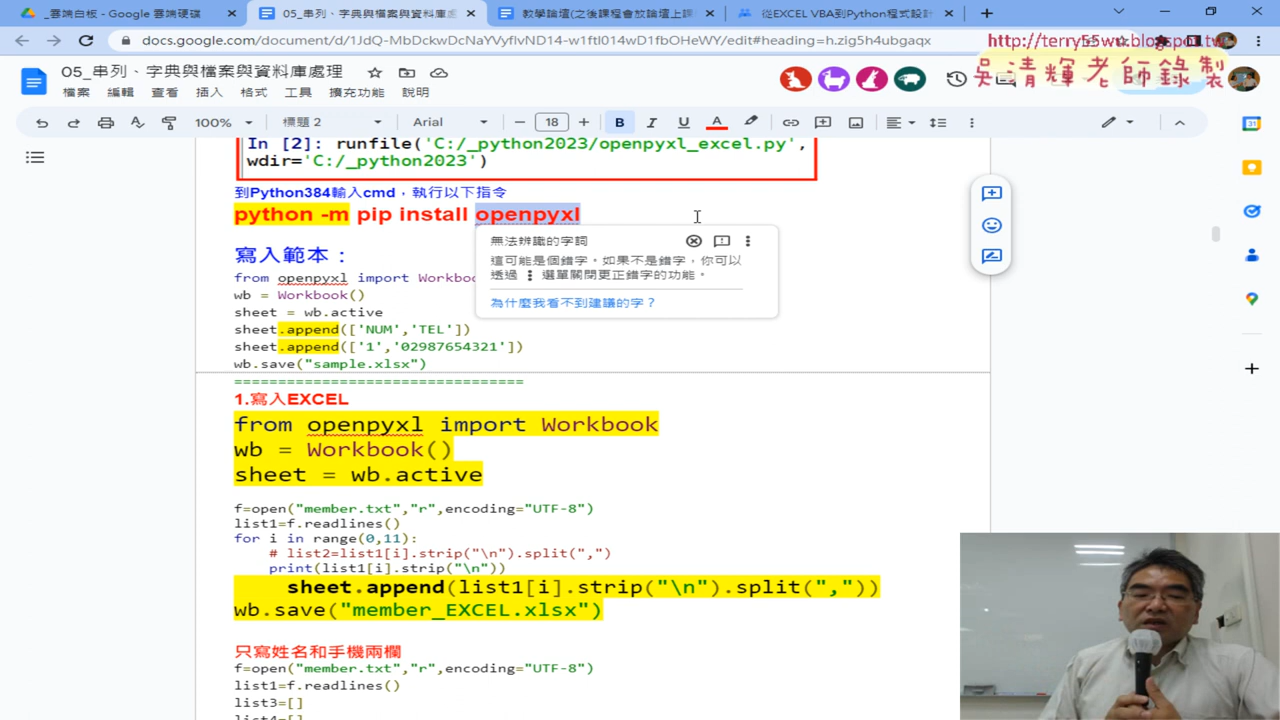 _雲端白板 - Google 雲端硬碟
05_串列、字典與檔案與資料庫處
教學論壇(之後課程會放論壇上課
從EXCEL VBA到Python程式設計
docs.google.com/document/d/1JdQ-MbDckwDcNaYVyflvND14-w1ftl014wD1fbOHeWY/edit#heading=h.zig5h4ubgaqx
http://terry55wu.blogspot.tw
吳清輝老師錄製
05_串列、字典與檔案與資料庫處理
檔案 編輯 查看 插入 格式 工具 擴充功能 說明
100% 標題 2 Arial 18 B I U A
In [2]: runfile('C:/_python2023/openpyxl_excel.py',
wdir='C:/_python2023')
到Python384輸入cmd，執行以下指令
python -m pip install openpyxl
無法辨識的字詞
這可能是個錯字。如果不是錯字，你可以
透過 ⋮ 選單關閉更正錯字的功能。
為什麼我看不到建議的字？
寫入範本：
from openpyxl import Workboo
wb = Workbook()
sheet = wb.active
sheet.append(['NUM','TEL'])
sheet.append(['1','02987654321'])
wb.save("sample.xlsx")
=================================
1.寫入EXCEL
from openpyxl import Workbook
wb = Workbook()
sheet = wb.active
f=open("member.txt","r",encoding="UTF-8")
list1=f.readlines()
for i in range(0,11):
# list2=list1[i].strip("\n").split(",")
print(list1[i].strip("\n"))
sheet.append(list1[i].strip("\n").split(","))
wb.save("member_EXCEL.xlsx")
只寫姓名和手機兩欄
f=open("member.txt","r",encoding="UTF-8")
list1=f.readlines()
list3=[]
list4=[]